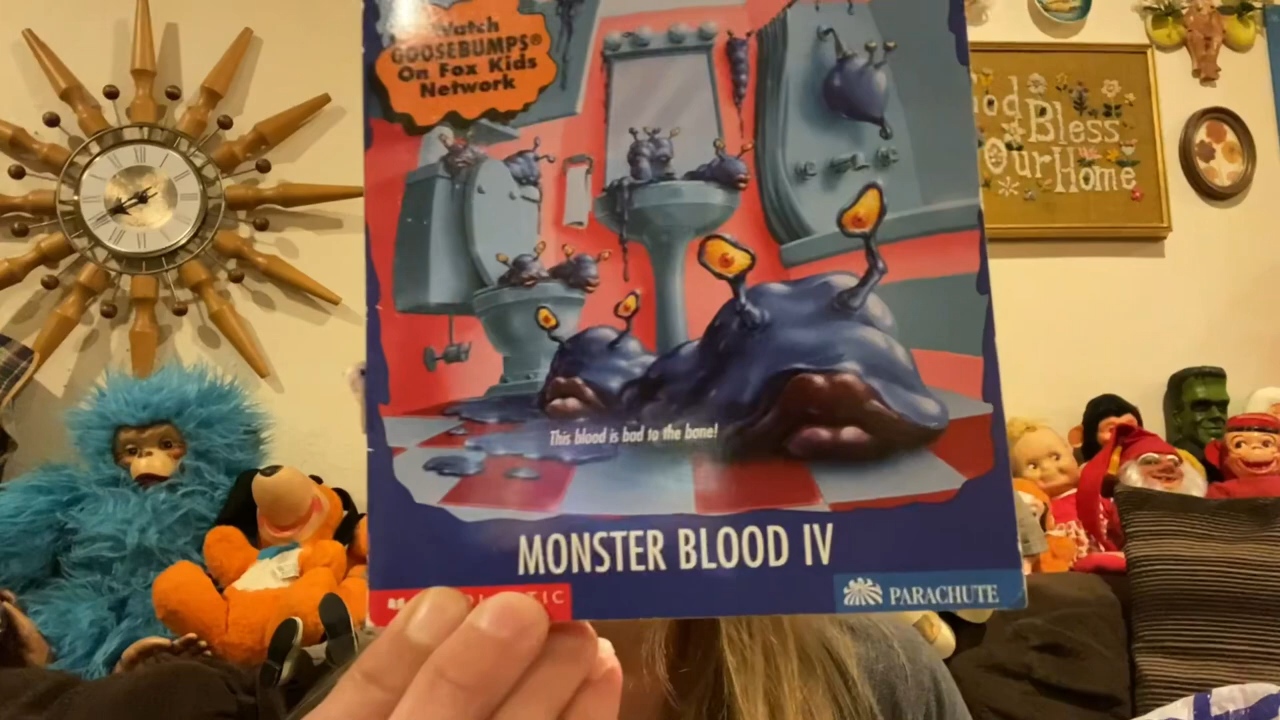 Watch
GOOSEBUMPS®
On Fox Kids
Network
God
Bless
Our Home
This blood is bad to the bone!
MONSTER BLOOD IV
PARACHUTE